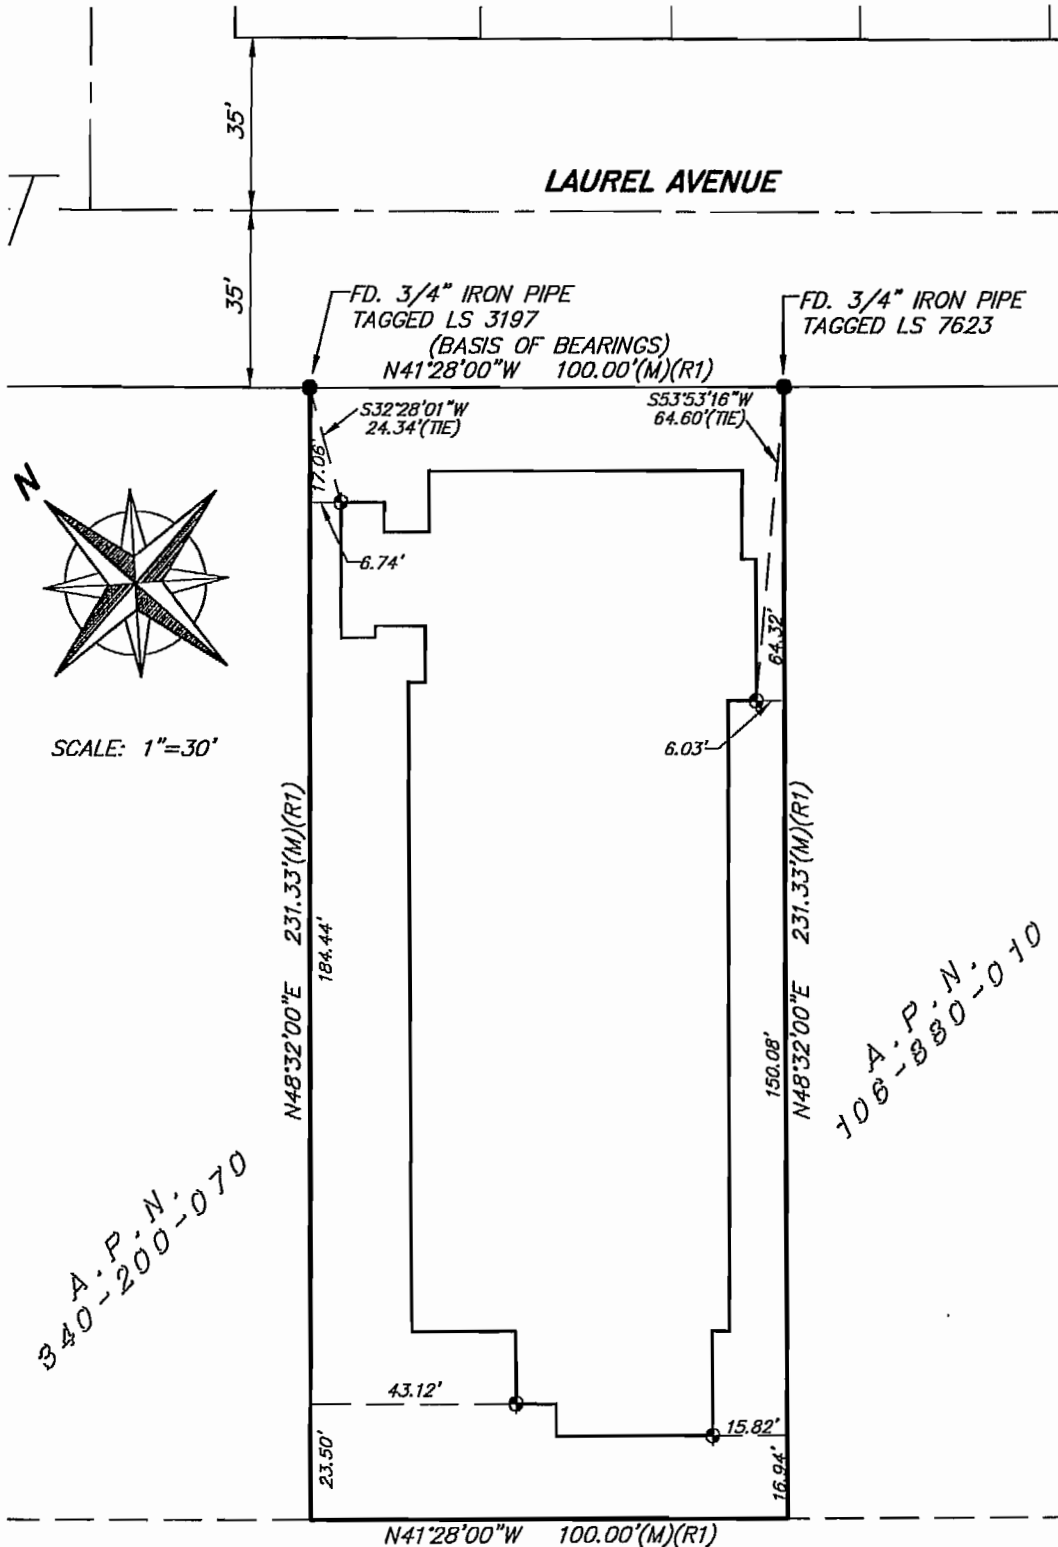 35'
LAUREL AVENUE
35'
FD. 3/4" IRON PIPE
TAGGED LS 3197
FD. 3/4" IRON PIPE
TAGGED LS 7623
(BASIS OF BEARINGS)
N41°28'00"W 100.00'(M)(R1)
S32°28'01"W
24.34'(TIE)
S53°53'16"W
64.60'(TIE)
17.06'
6.74'
N
SCALE: 1"=30'
64.32'
6.03'
N48°32'00"E 231.33'(M)(R1)
184.44'
150.08'
N48°32'00"E 231.33'(M)(R1)
A.P.N.
106-880-010
A.P.N.
340-200-070
43.12'
23.50'
15.82'
16.94'
N41°28'00"W 100.00'(M)(R1)